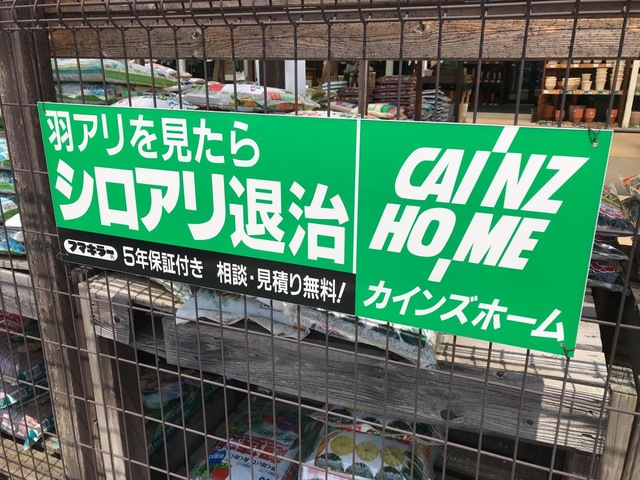 羽アリを見たら
シロアリ退治
フマキラー 5年保証付き 相談・見積り無料!
CAINZ
HOME
カインズホーム